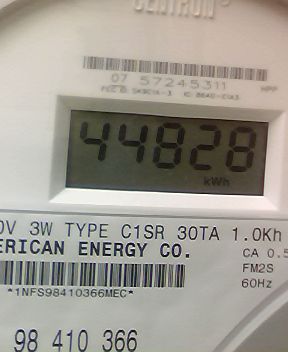 CENTRON
07 57245311
44828
kWh
0V 3W TYPE C1SR 30TA 1.0Kh
ERICAN ENERGY CO.
CA 0.5
FM2S
60Hz
*1NFS98410366MEC*
98 410 366